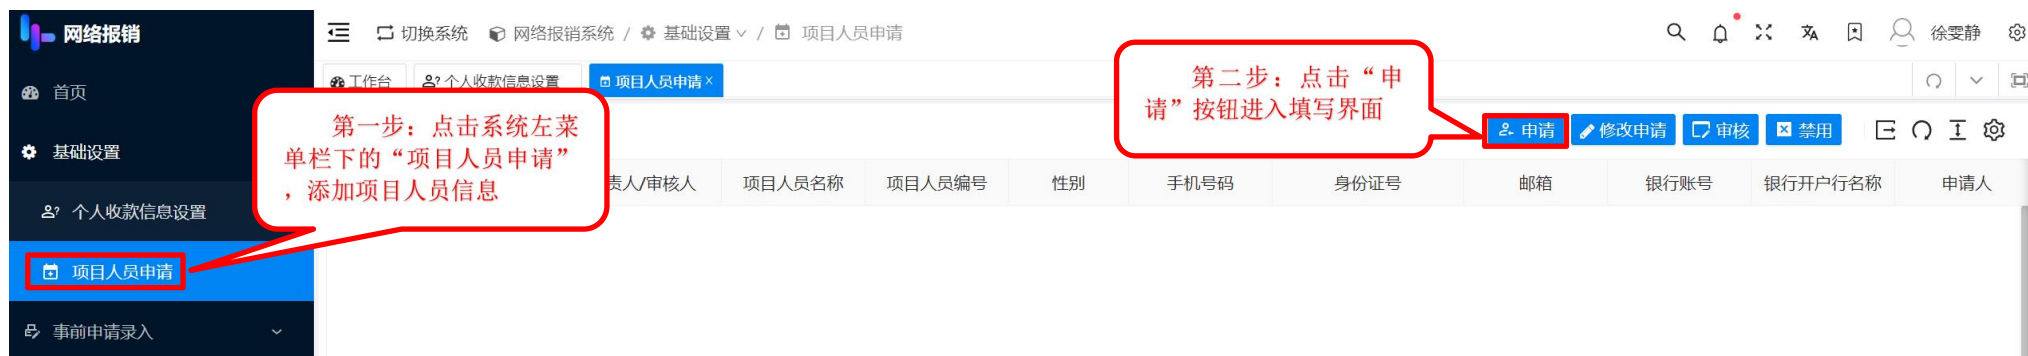 网络报销
切换系统 网络报销系统 / 基础设置 / 项目人员申请
徐雯静
首页
工作台 个人收款信息设置 项目人员申请 ×
第一步：点击系统左菜
单栏下的“项目人员申请”
，添加项目人员信息
第二步：点击“申
请”按钮进入填写界面
申请 修改申请 审核 禁用
基础设置
责人/审核人 项目人员名称 项目人员编号 性别 手机号码 身份证号 邮箱 银行账号 银行开户行名称 申请人
个人收款信息设置
项目人员申请
事前申请录入